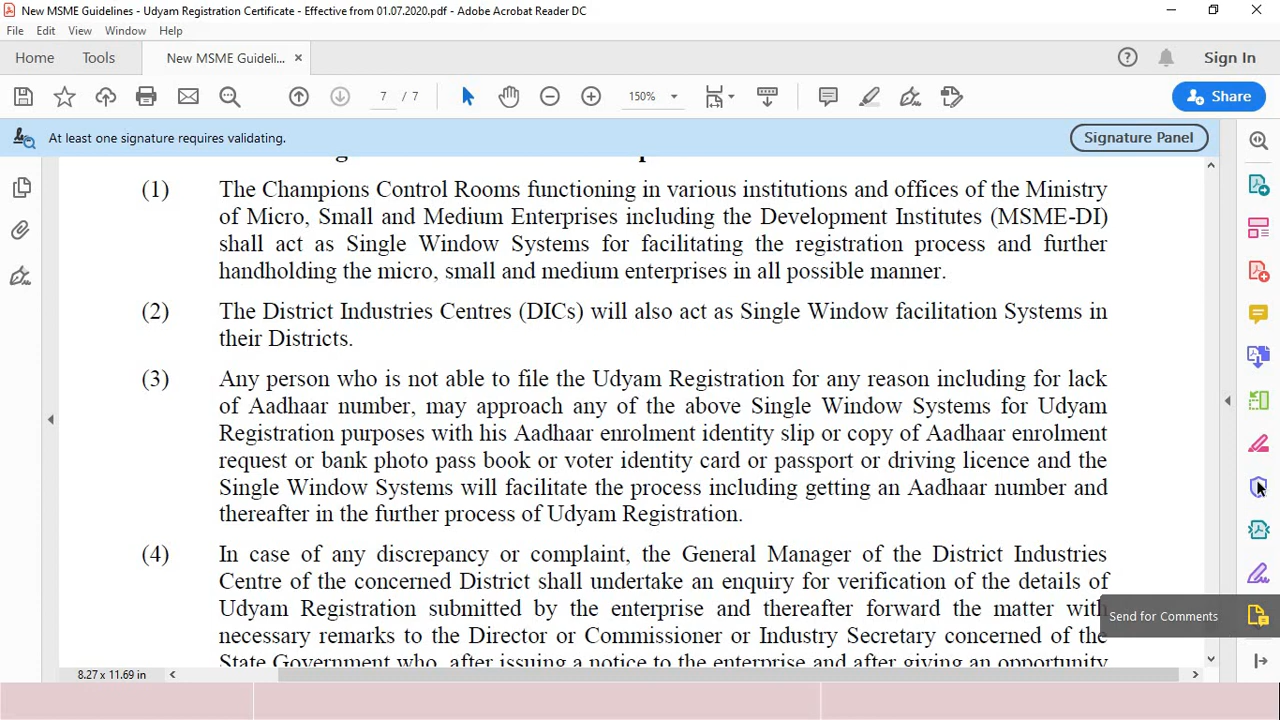 New MSME Guidelines - Udyam Registration Certificate - Effective from 01.07.2020.pdf - Adobe Acrobat Reader DC
File Edit View Window Help
Home Tools New MSME Guideli... Sign In
7 / 7 150% Share
At least one signature requires validating. Signature Panel
(1) The Champions Control Rooms functioning in various institutions and offices of the Ministry
of Micro, Small and Medium Enterprises including the Development Institutes (MSME-DI)
shall act as Single Window Systems for facilitating the registration process and further
handholding the micro, small and medium enterprises in all possible manner.
(2) The District Industries Centres (DICs) will also act as Single Window facilitation Systems in
their Districts.
(3) Any person who is not able to file the Udyam Registration for any reason including for lack
of Aadhaar number, may approach any of the above Single Window Systems for Udyam
Registration purposes with his Aadhaar enrolment identity slip or copy of Aadhaar enrolment
request or bank photo pass book or voter identity card or passport or driving licence and the
Single Window Systems will facilitate the process including getting an Aadhaar number and
thereafter in the further process of Udyam Registration.
(4) In case of any discrepancy or complaint, the General Manager of the District Industries
Centre of the concerned District shall undertake an enquiry for verification of the details of
Udyam Registration submitted by the enterprise and thereafter forward the matter with
Send for Comments
necessary remarks to the Director or Commissioner or Industry Secretary concerned of the
State Government who, after issuing a notice to the enterprise and after giving an opportunity
8.27 x 11.69 in